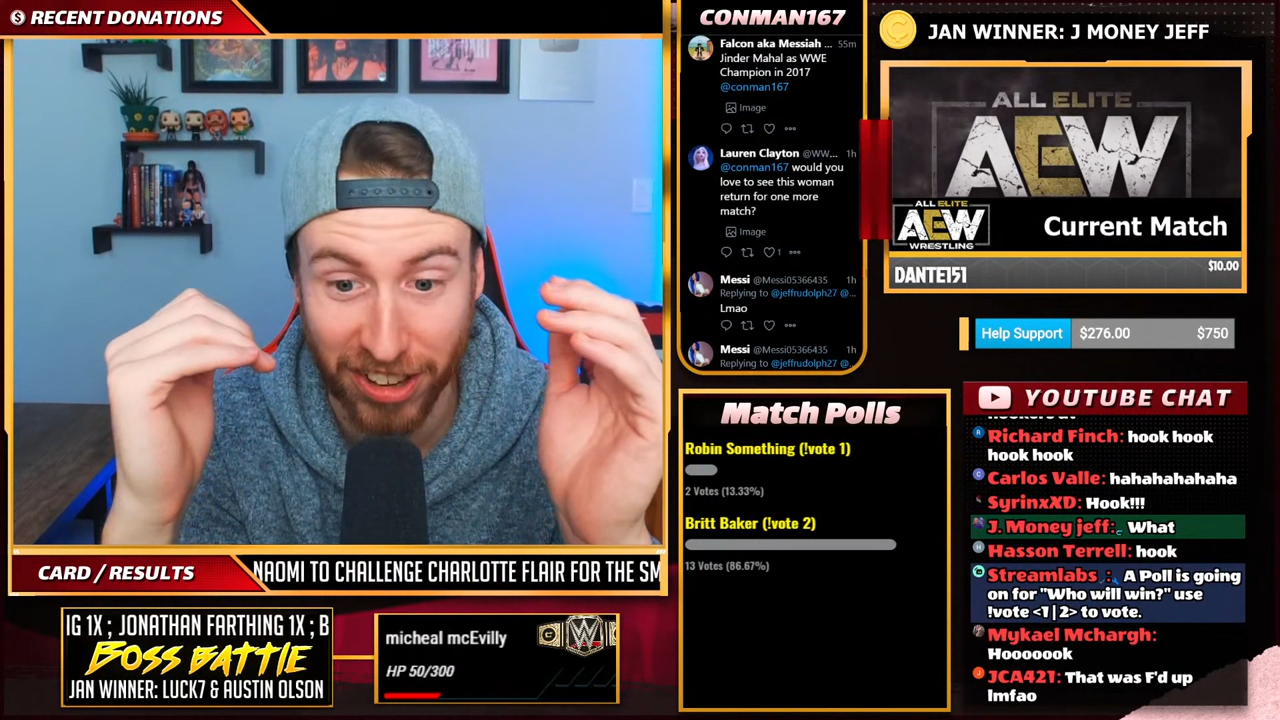 RECENT DONATIONS
CONMAN167
Falcon aka Messiah ... 55m
Jinder Mahal as WWE
Champion in 2017
@conman167
Image
Lauren Clayton @WW... 1h
@conman167 would you
love to see this woman
return for one more
match?
Image
1
Messi @Messi05366435 1h
Replying to @jeffrudolph27 @...
Lmao
Messi @Messi05366435 1h
Replying to @jeffrudolph27 @...
JAN WINNER: J MONEY JEFF
ALL ELITE
AEW
ALL ELITE
AEW
WRESTLING
Current Match
DANTE151 $10.00
Help Support $276.00 $750
Match Polls
Robin Something (!vote 1)
2 Votes (13.33%)
Britt Baker (!vote 2)
13 Votes (86.67%)
YOUTUBE CHAT
Richard Finch: hook hook
hook hook
Carlos Valle: hahahahahaha
SyrinxXD: Hook!!!
J. Money jeff: What
Hasson Terrell: hook
Streamlabs : A Poll is going
on for "Who will win?" use
!vote <1 | 2> to vote.
Mykael Mchargh:
Hooooook
JCA421: That was F'd up
lmfao
CARD / RESULTS
NAOMI TO CHALLENGE CHARLOTTE FLAIR FOR THE SM
IG 1X ; JONATHAN FARTHING 1X ; B
BOSS BATTLE
JAN WINNER: LUCK7 & AUSTIN OLSON
micheal mcEvilly
HP 50/300